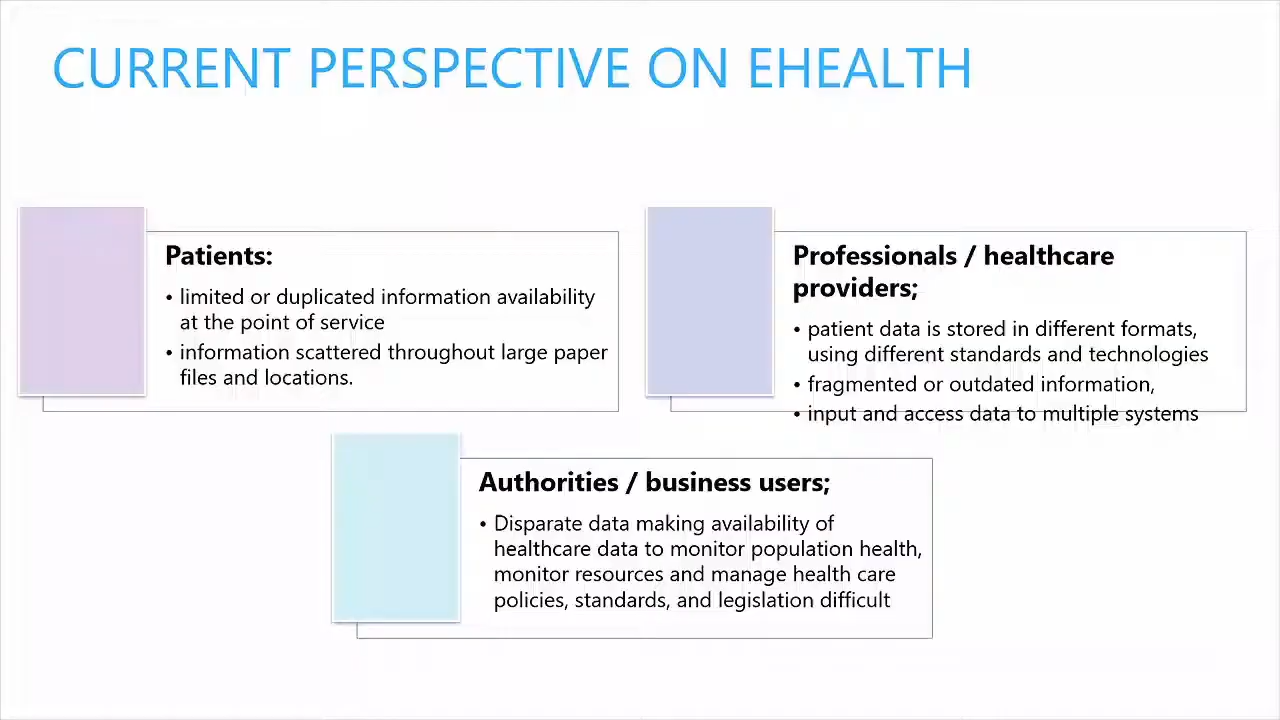 CURRENT PERSPECTIVE ON EHEALTH
Patients:
• limited or duplicated information availability
at the point of service
• information scattered throughout large paper
files and locations.
Professionals / healthcare
providers;
• patient data is stored in different formats,
using different standards and technologies
• fragmented or outdated information,
• input and access data to multiple systems
Authorities / business users;
• Disparate data making availability of
healthcare data to monitor population health,
monitor resources and manage health care
policies, standards, and legislation difficult